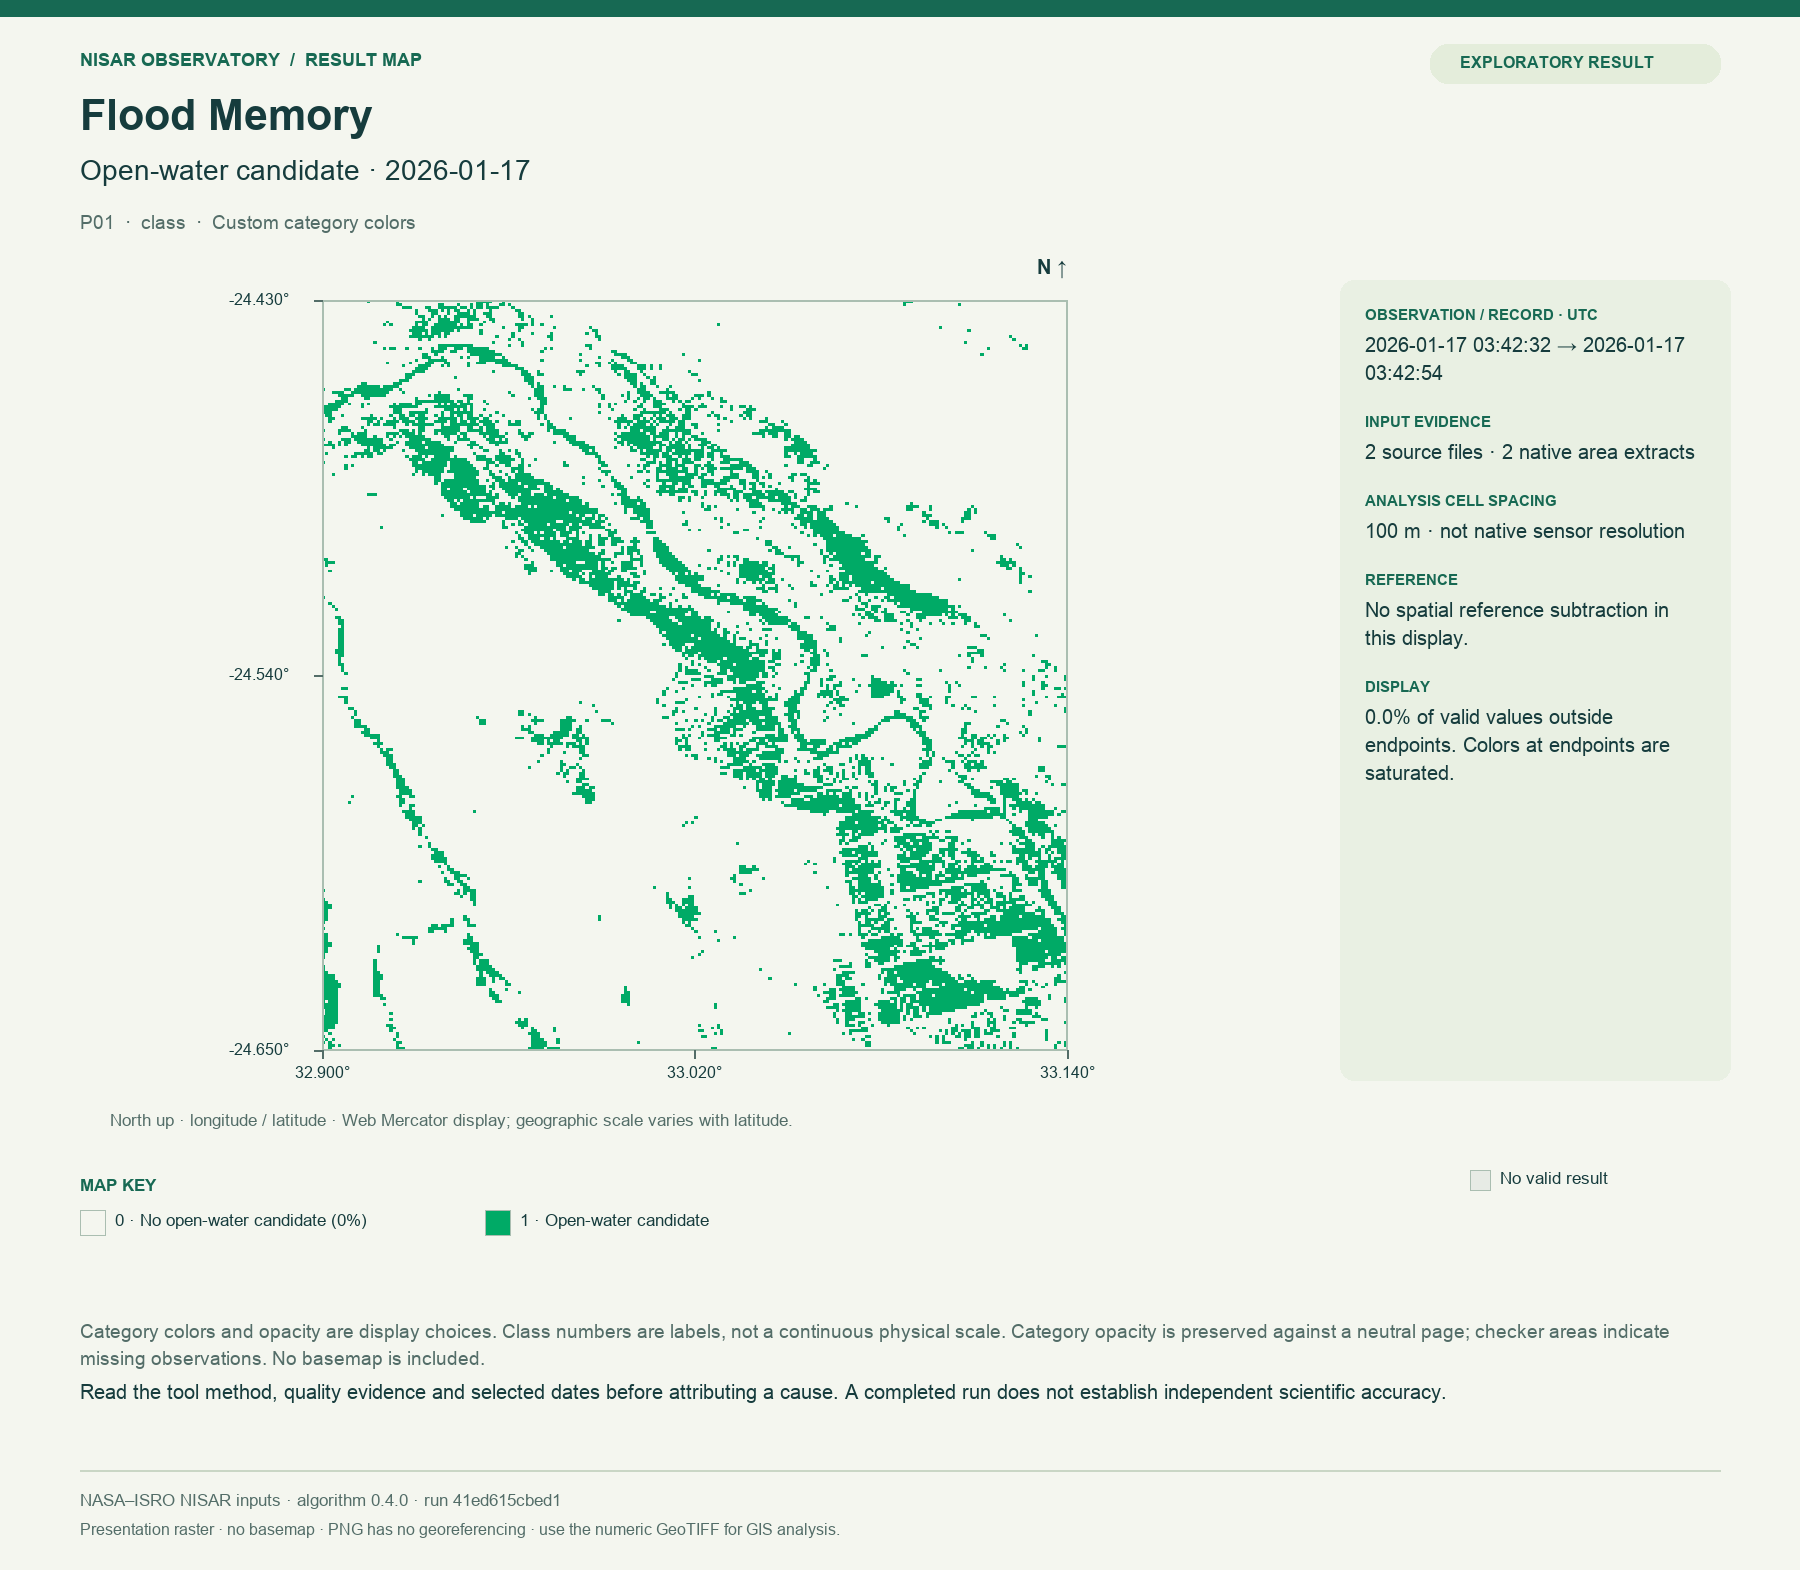 NISAR OBSERVATORY / RESULT MAP
EXPLORATORY RESULT
Flood Memory
Open-water candidate · 2026-01-17
P01 · class · Custom category colors
N ↑
-24.430°
-24.540°
-24.650°
32.900°
33.020°
33.140°
OBSERVATION / RECORD · UTC
2026-01-17 03:42:32 → 2026-01-17
03:42:54
INPUT EVIDENCE
2 source files · 2 native area extracts
ANALYSIS CELL SPACING
100 m · not native sensor resolution
REFERENCE
No spatial reference subtraction in
this display.
DISPLAY
0.0% of valid values outside
endpoints. Colors at endpoints are
saturated.
North up · longitude / latitude · Web Mercator display; geographic scale varies with latitude.
MAP KEY
No valid result
0 · No open-water candidate (0%)
1 · Open-water candidate
Category colors and opacity are display choices. Class numbers are labels, not a continuous physical scale. Category opacity is preserved against a neutral page; checker areas indicate
missing observations. No basemap is included.
Read the tool method, quality evidence and selected dates before attributing a cause. A completed run does not establish independent scientific accuracy.
NASA–ISRO NISAR inputs · algorithm 0.4.0 · run 41ed615cbed1
Presentation raster · no basemap · PNG has no georeferencing · use the numeric GeoTIFF for GIS analysis.